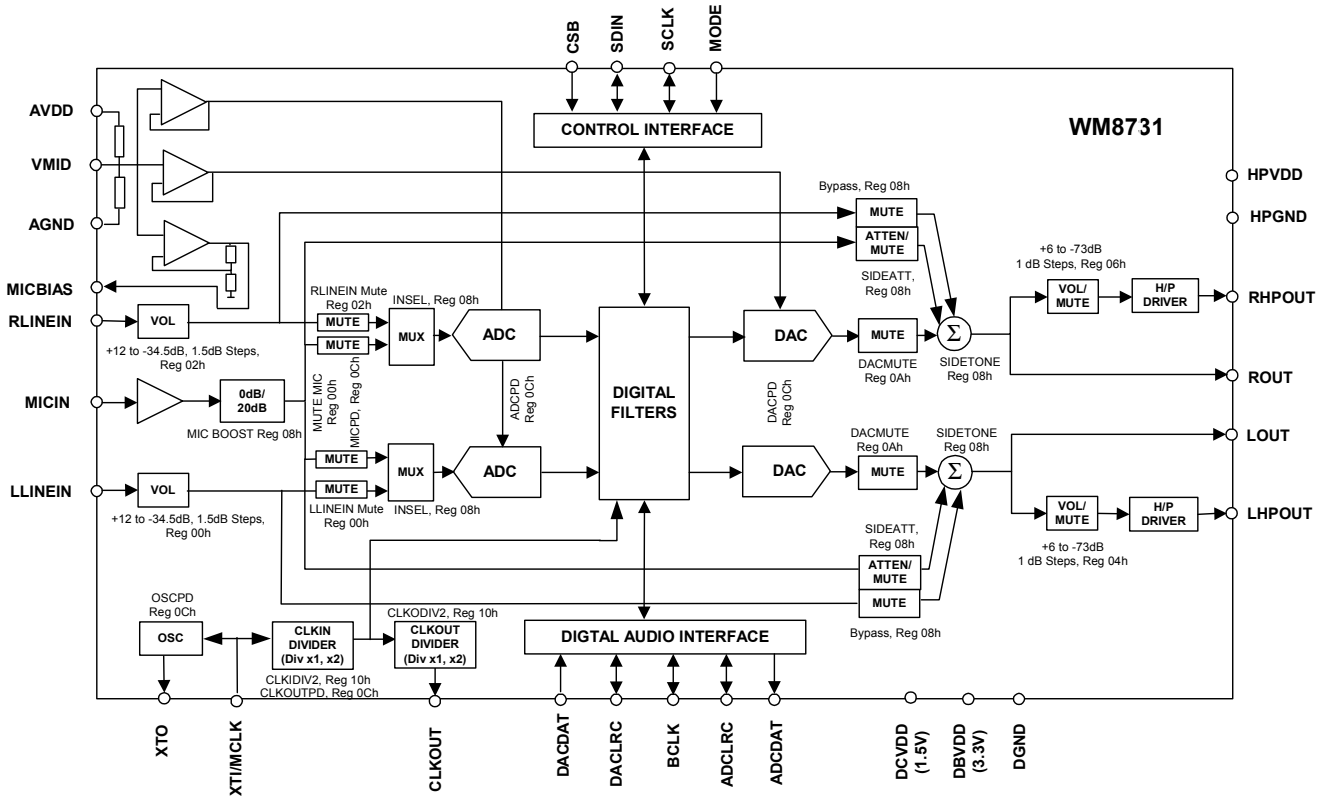 CSB
SDIN
SCLK
MODE
WM8731
CONTROL INTERFACE
AVDD
VMID
AGND
MICBIAS
RLINEIN
MICIN
LLINEIN
HPVDD
HPGND
RHPOUT
ROUT
LOUT
LHPOUT
Bypass, Reg 08h
MUTE
ATTEN/
MUTE
SIDEATT,
Reg 08h
+6 to -73dB
1 dB Steps, Reg 06h
VOL/
MUTE
H/P
DRIVER
VOL
+12 to -34.5dB, 1.5dB Steps,
Reg 02h
RLINEIN Mute
Reg 02h
INSEL, Reg 08h
MUTE
MUTE
MUX
ADC
DAC
MUTE
DACMUTE
Reg 0Ah
Σ
SIDETONE
Reg 08h
0dB/
20dB
MIC BOOST Reg 08h
MUTE MIC
Reg 00h
MICPD, Reg 0Ch
ADCPD
Reg 0Ch
DIGITAL
FILTERS
DACPD
Reg 0Ch
VOL
+12 to -34.5dB, 1.5dB Steps,
Reg 00h
MUTE
MUTE
LLINEIN Mute
Reg 00h
MUX
INSEL, Reg 08h
ADC
DAC
DACMUTE
Reg 0Ah
MUTE
SIDETONE
Reg 08h
Σ
VOL/
MUTE
H/P
DRIVER
+6 to -73dB
1 dB Steps, Reg 04h
SIDEATT,
Reg 08h
ATTEN/
MUTE
MUTE
Bypass, Reg 08h
OSCPD
Reg 0Ch
OSC
CLKIN
DIVIDER
(Div x1, x2)
CLKIDIV2, Reg 10h
CLKOUTPD, Reg 0Ch
CLKODIV2, Reg 10h
CLKOUT
DIVIDER
(Div x1, x2)
DIGTAL AUDIO INTERFACE
XTO
XTI/MCLK
CLKOUT
DACDAT
DACLRC
BCLK
ADCLRC
ADCDAT
DCVDD
(1.5V)
DBVDD
(3.3V)
DGND